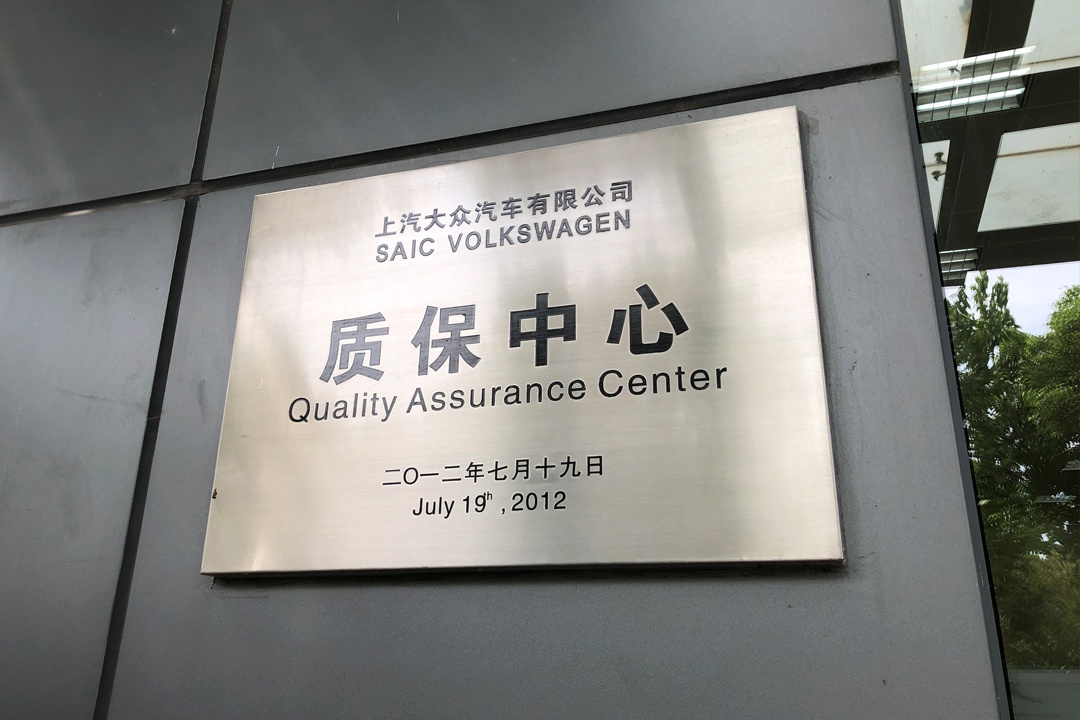 上汽大众汽车有限公司
SAIC VOLKSWAGEN
质保中心
Quality Assurance Center
二〇一二年七月十九日
July 19th, 2012